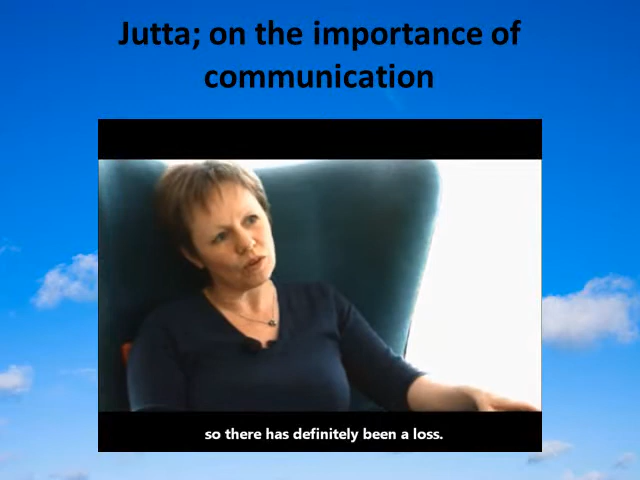 Jutta; on the importance of
communication
so there has definitely been a loss.